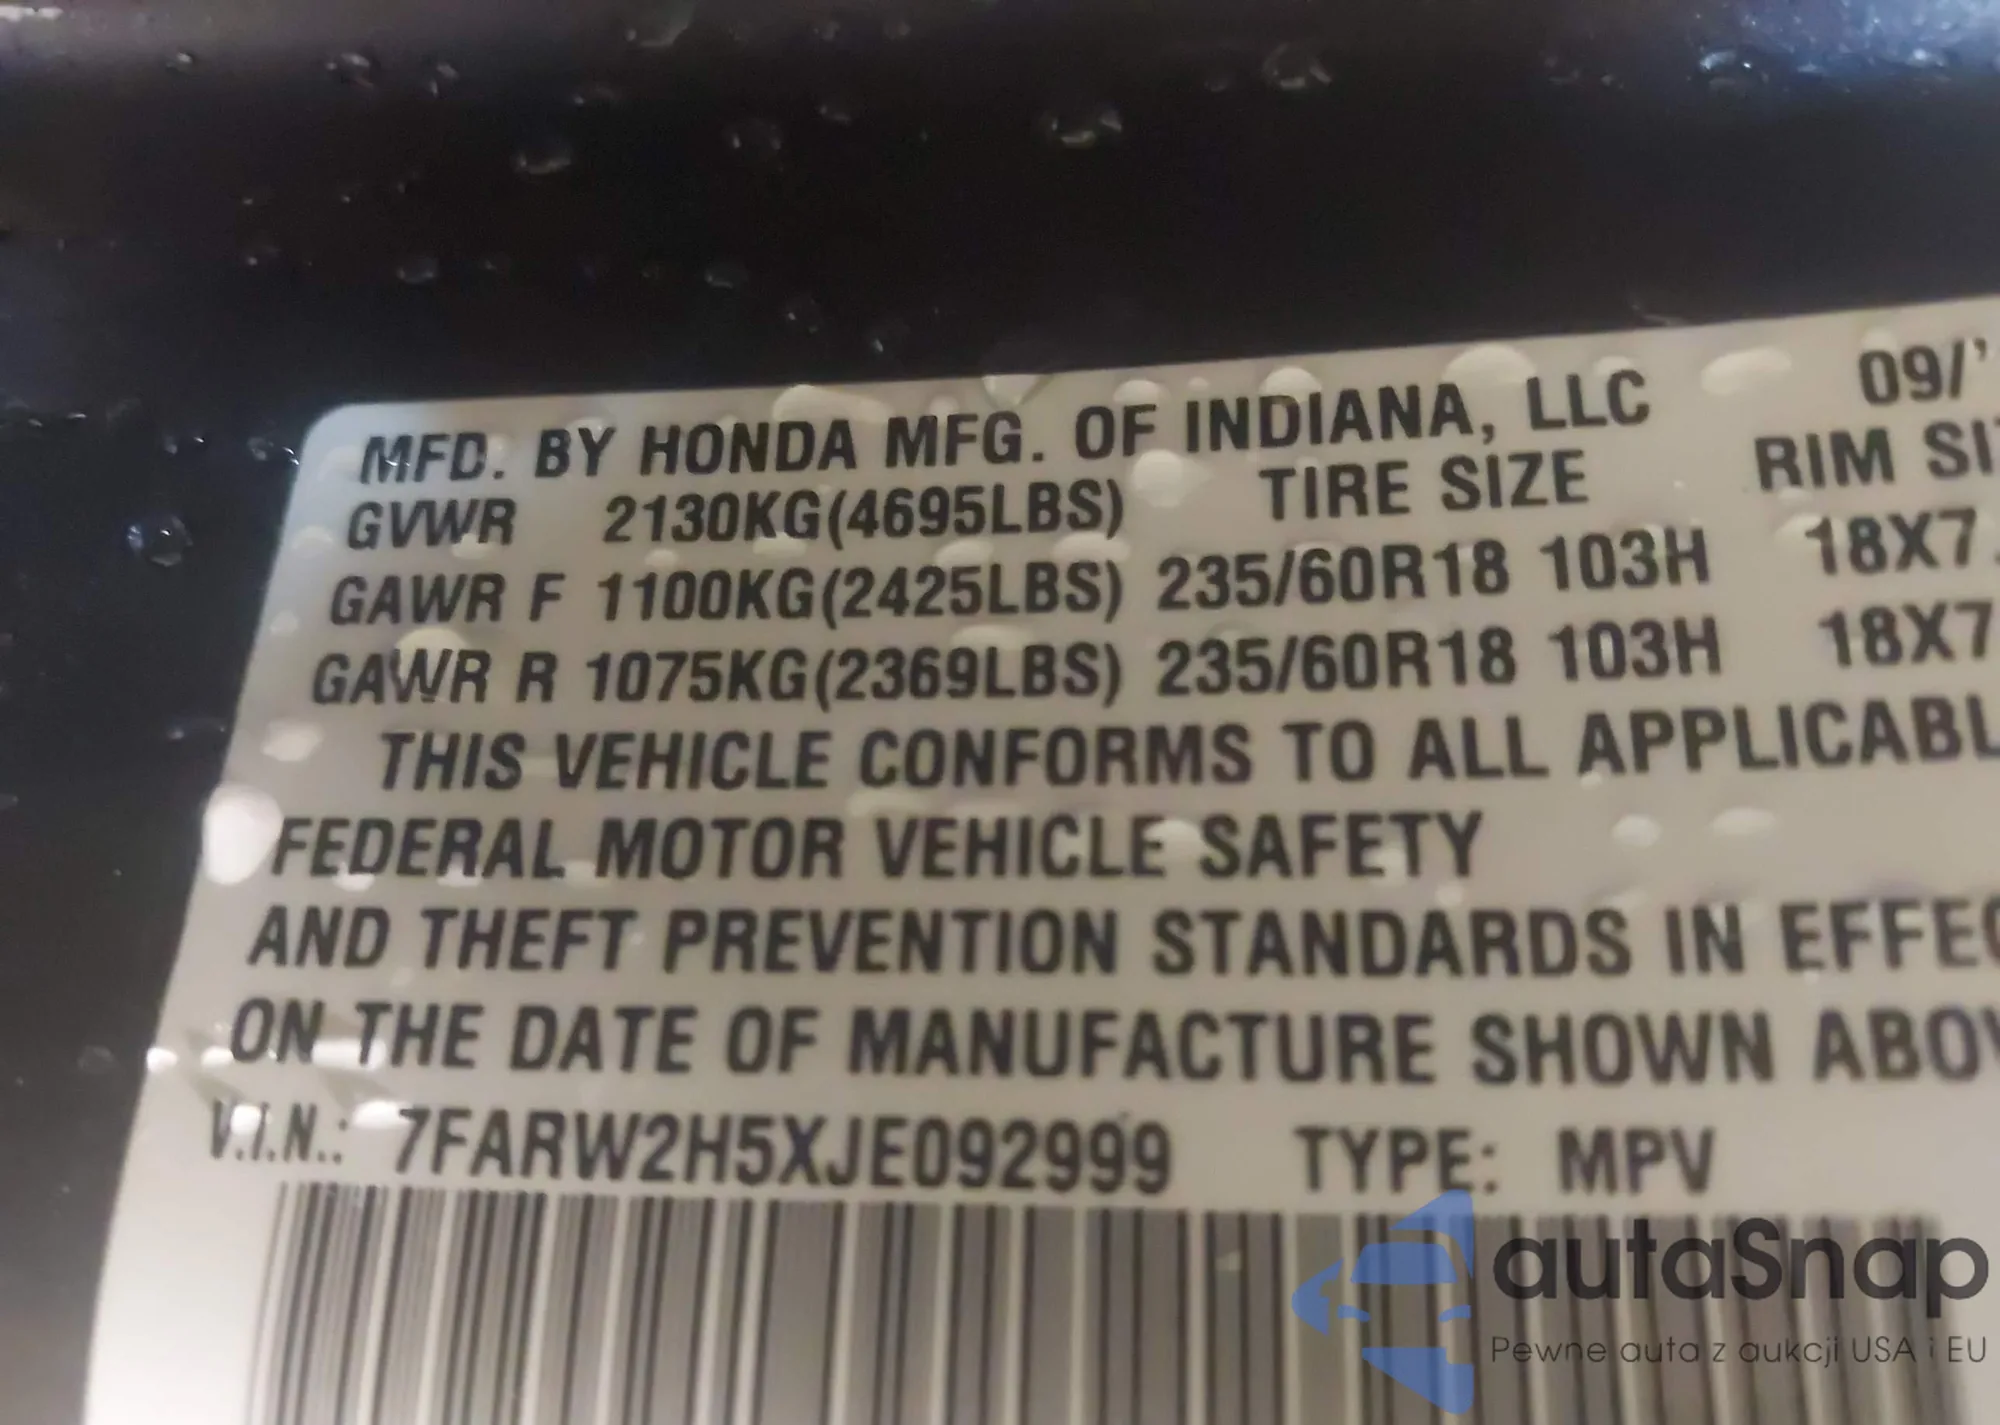 MFD. BY HONDA MFG. OF INDIANA, LLC 09/'
GVWR 2130KG(4695LBS) TIRE SIZE RIM SI
GAWR F 1100KG(2425LBS) 235/60R18 103H 18X7.
GAWR R 1075KG(2369LBS) 235/60R18 103H 18X7
THIS VEHICLE CONFORMS TO ALL APPLICABL
FEDERAL MOTOR VEHICLE SAFETY
AND THEFT PREVENTION STANDARDS IN EFFEC
ON THE DATE OF MANUFACTURE SHOWN ABOV
V.I.N.: 7FARW2H5XJE092999 TYPE: MPV
autaSnap
Pewne auta z aukcji USA i EU